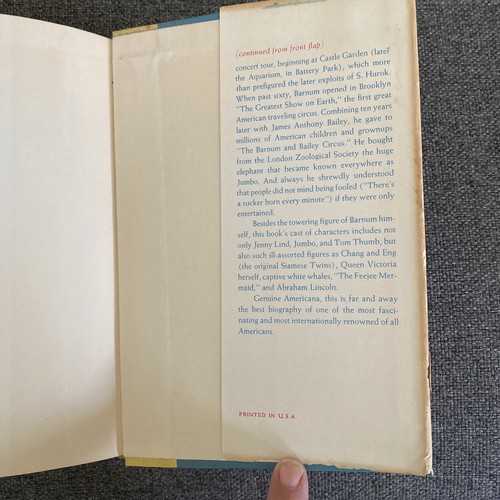 (continued from front flap)
concert tour, beginning at Castle Garden (later
the Aquarium, in Battery Park), which more
than prefigured the later exploits of S. Hurok.
When past sixty, Barnum opened in Brooklyn
"The Greatest Show on Earth," the first great
American traveling circus. Combining ten years
later with James Anthony Bailey, he gave to
millions of American children and grownups
"The Barnum and Bailey Circus." He bought
from the London Zoological Society the huge
elephant that became known everywhere as
Jumbo. And always he shrewdly understood
that people did not mind being fooled ("There's
a sucker born every minute") if they were only
entertained.
Besides the towering figure of Barnum him-
self, this book's cast of characters includes not
only Jenny Lind, Jumbo, and Tom Thumb, but
also such ill-assorted figures as Chang and Eng
(the original Siamese Twins), Queen Victoria
herself, captive white whales, "The Feejee Mer-
maid," and Abraham Lincoln.
Genuine Americana, this is far and away
the best biography of one of the most fasci-
nating and most internationally renowned of all
Americans.
PRINTED IN U.S.A.